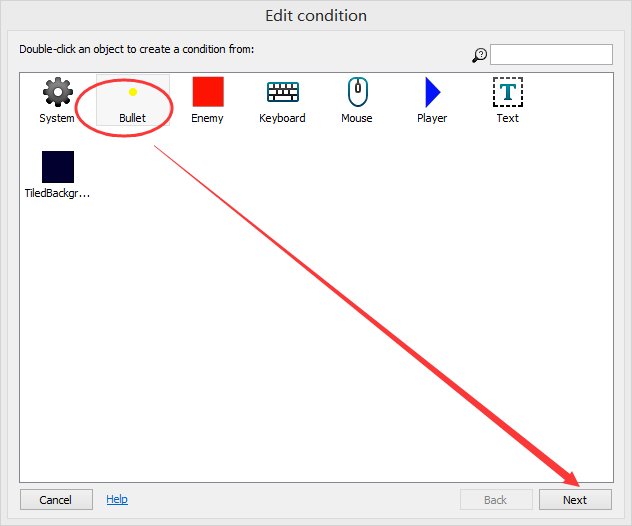 Edit condition
Double-click an object to create a condition from:
System Bullet Enemy Keyboard Mouse Player Text
T
TiledBackgr...
Cancel Help Back Next